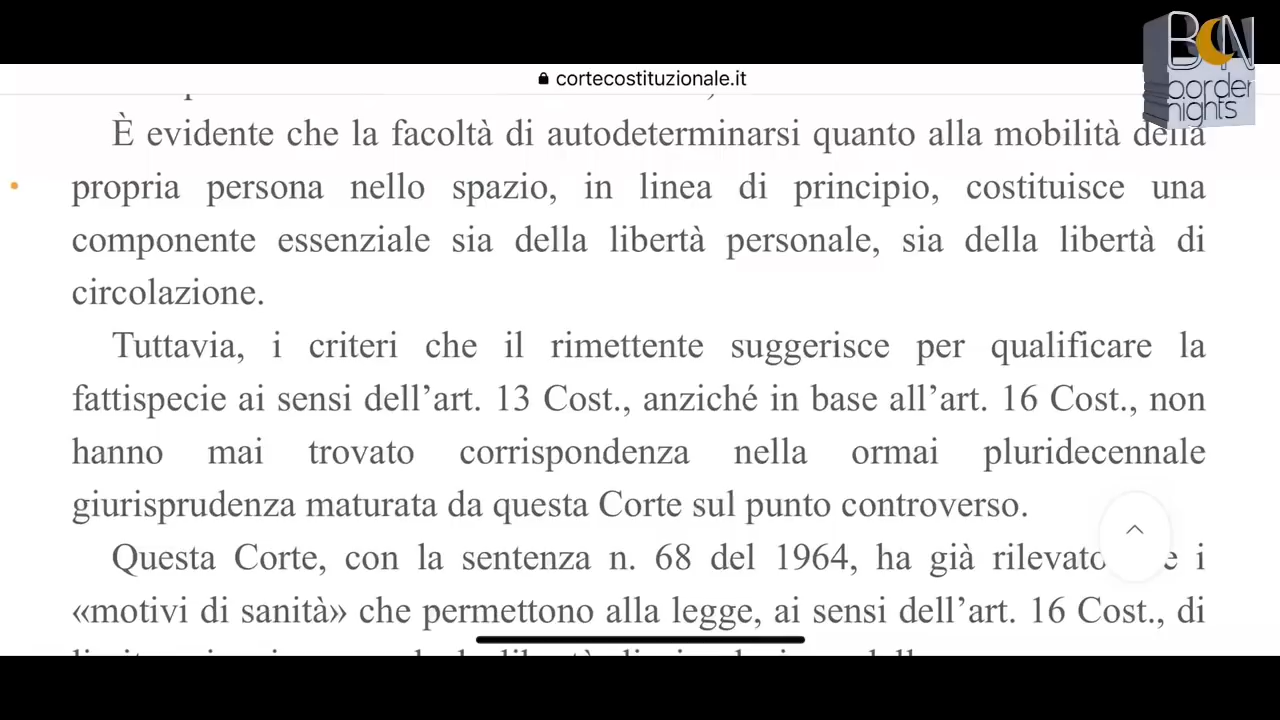 BCN
border
nights
cortecostituzionale.it
È evidente che la facoltà di autodeterminarsi quanto alla mobilità della
propria persona nello spazio, in linea di principio, costituisce una
componente essenziale sia della libertà personale, sia della libertà di
circolazione.
Tuttavia, i criteri che il rimettente suggerisce per qualificare la
fattispecie ai sensi dell’art. 13 Cost., anziché in base all’art. 16 Cost., non
hanno mai trovato corrispondenza nella ormai pluridecennale
giurisprudenza maturata da questa Corte sul punto controverso.
Questa Corte, con la sentenza n. 68 del 1964, ha già rilevato i
«motivi di sanità» che permettono alla legge, ai sensi dell’art. 16 Cost., di